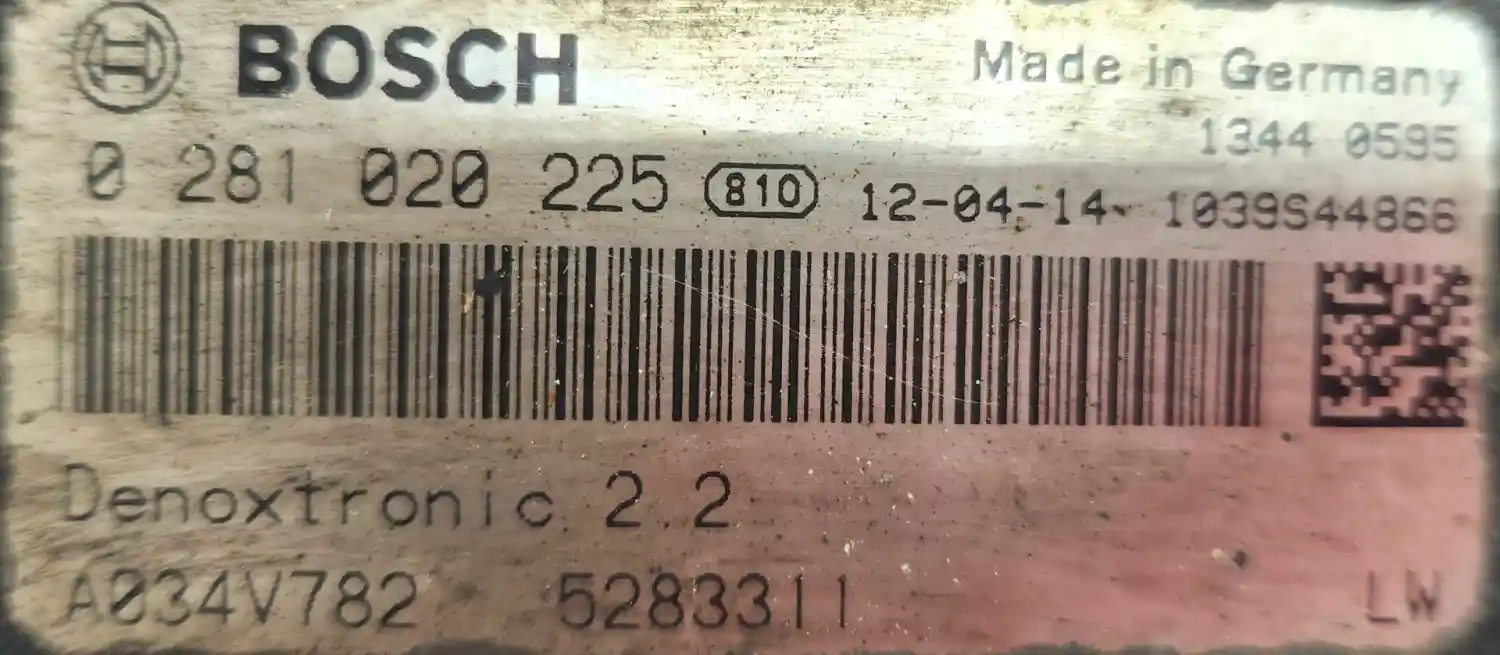 BOSCH Made in Germany
1344 0595
0 281 020 225 810 12-04-14 1039S44866
Denoxtronic 2.2
A034V782 5283311
LW